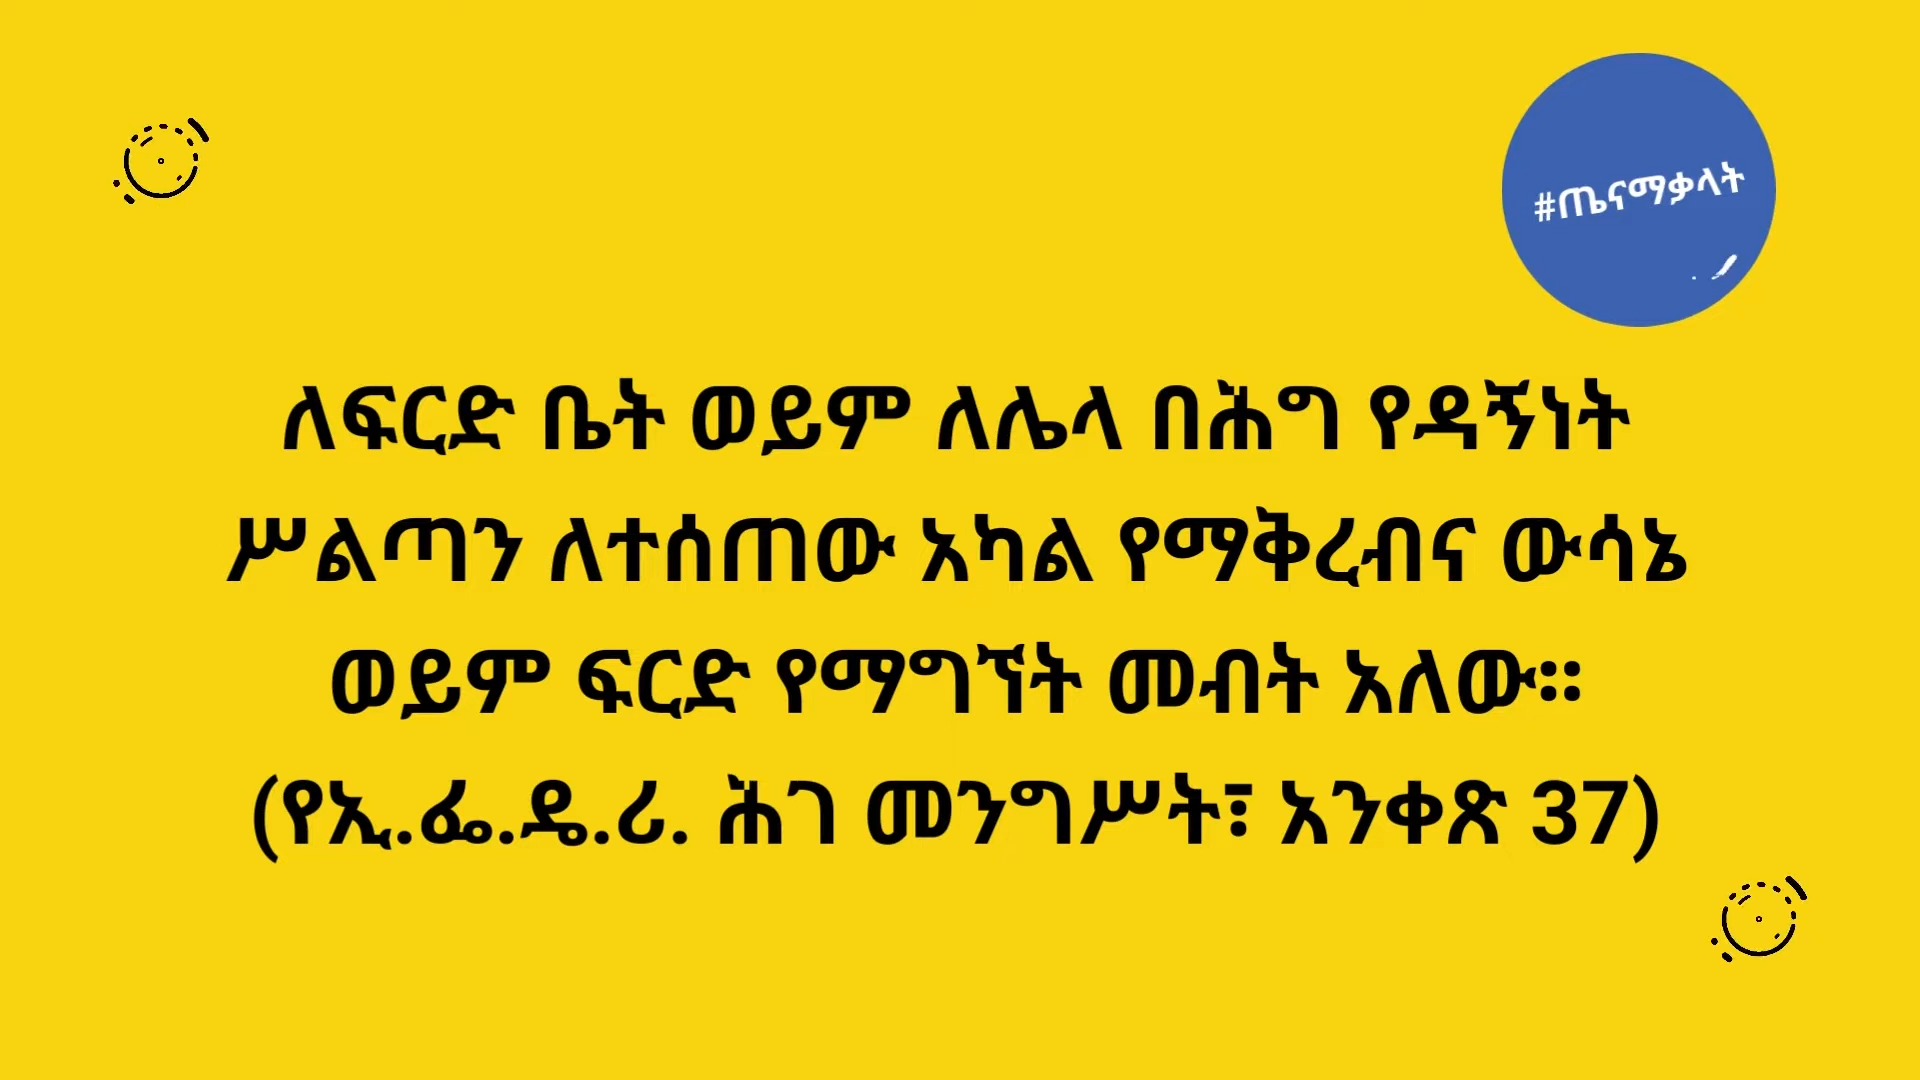 #ጤናማቃላት
ለፍርድ ቤት ወይም ለሌላ በሕግ የዳኝነት
ሥልጣን ለተሰጠው አካል የማቅረብና ውሳኔ
ወይም ፍርድ የማግኘት መብት አለው።
(የኢ.ፌ.ዴ.ሪ. ሕገ መንግሥት፣ አንቀጽ 37)